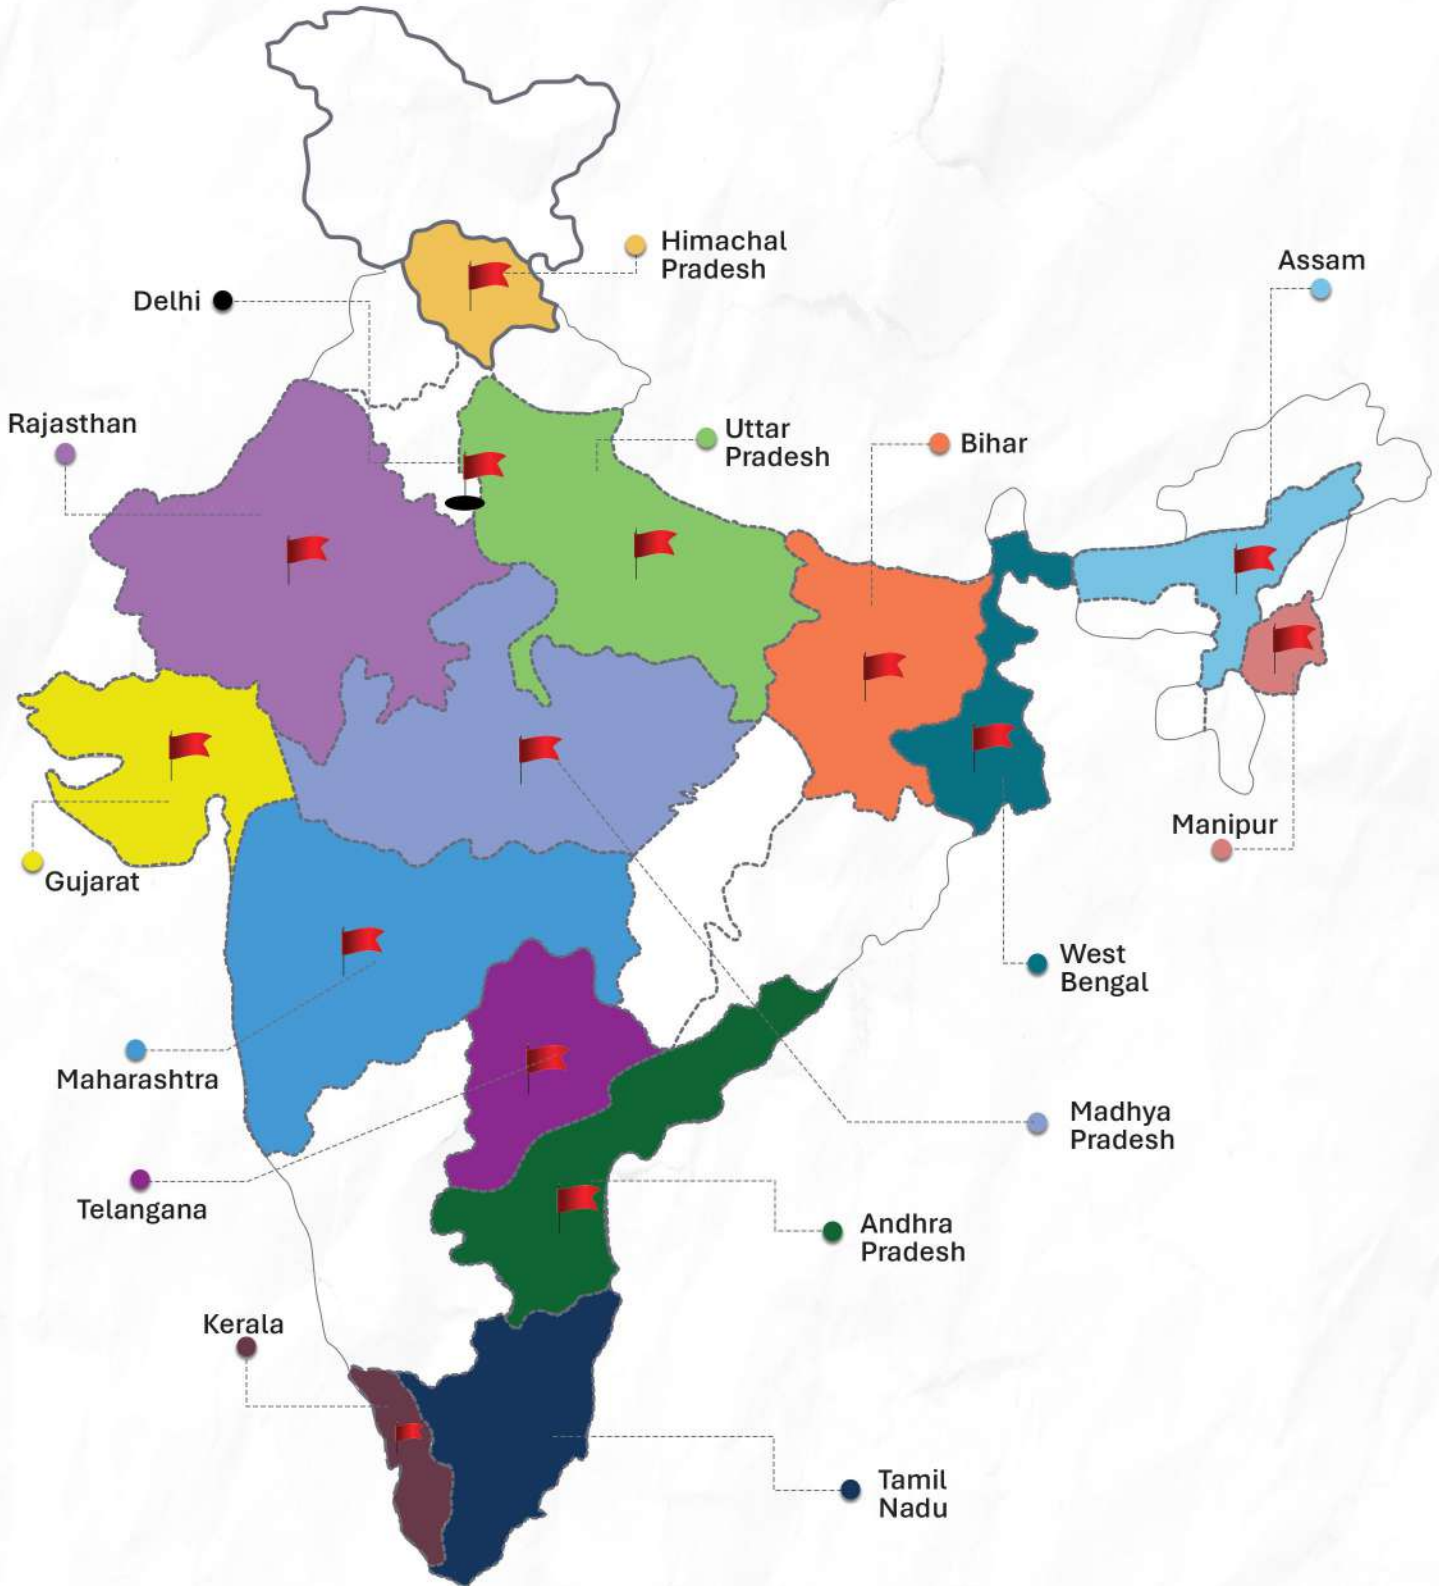 Himachal
Pradesh
Assam
Delhi
Rajasthan
Uttar
Pradesh
Bihar
Manipur
Gujarat
West
Bengal
Maharashtra
Madhya
Pradesh
Telangana
Andhra
Pradesh
Kerala
Tamil
Nadu